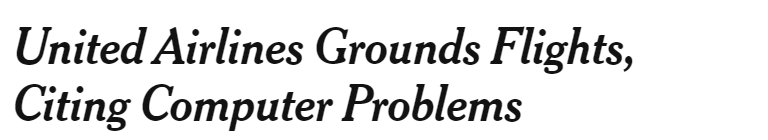 United Airlines Grounds Flights,
Citing Computer Problems